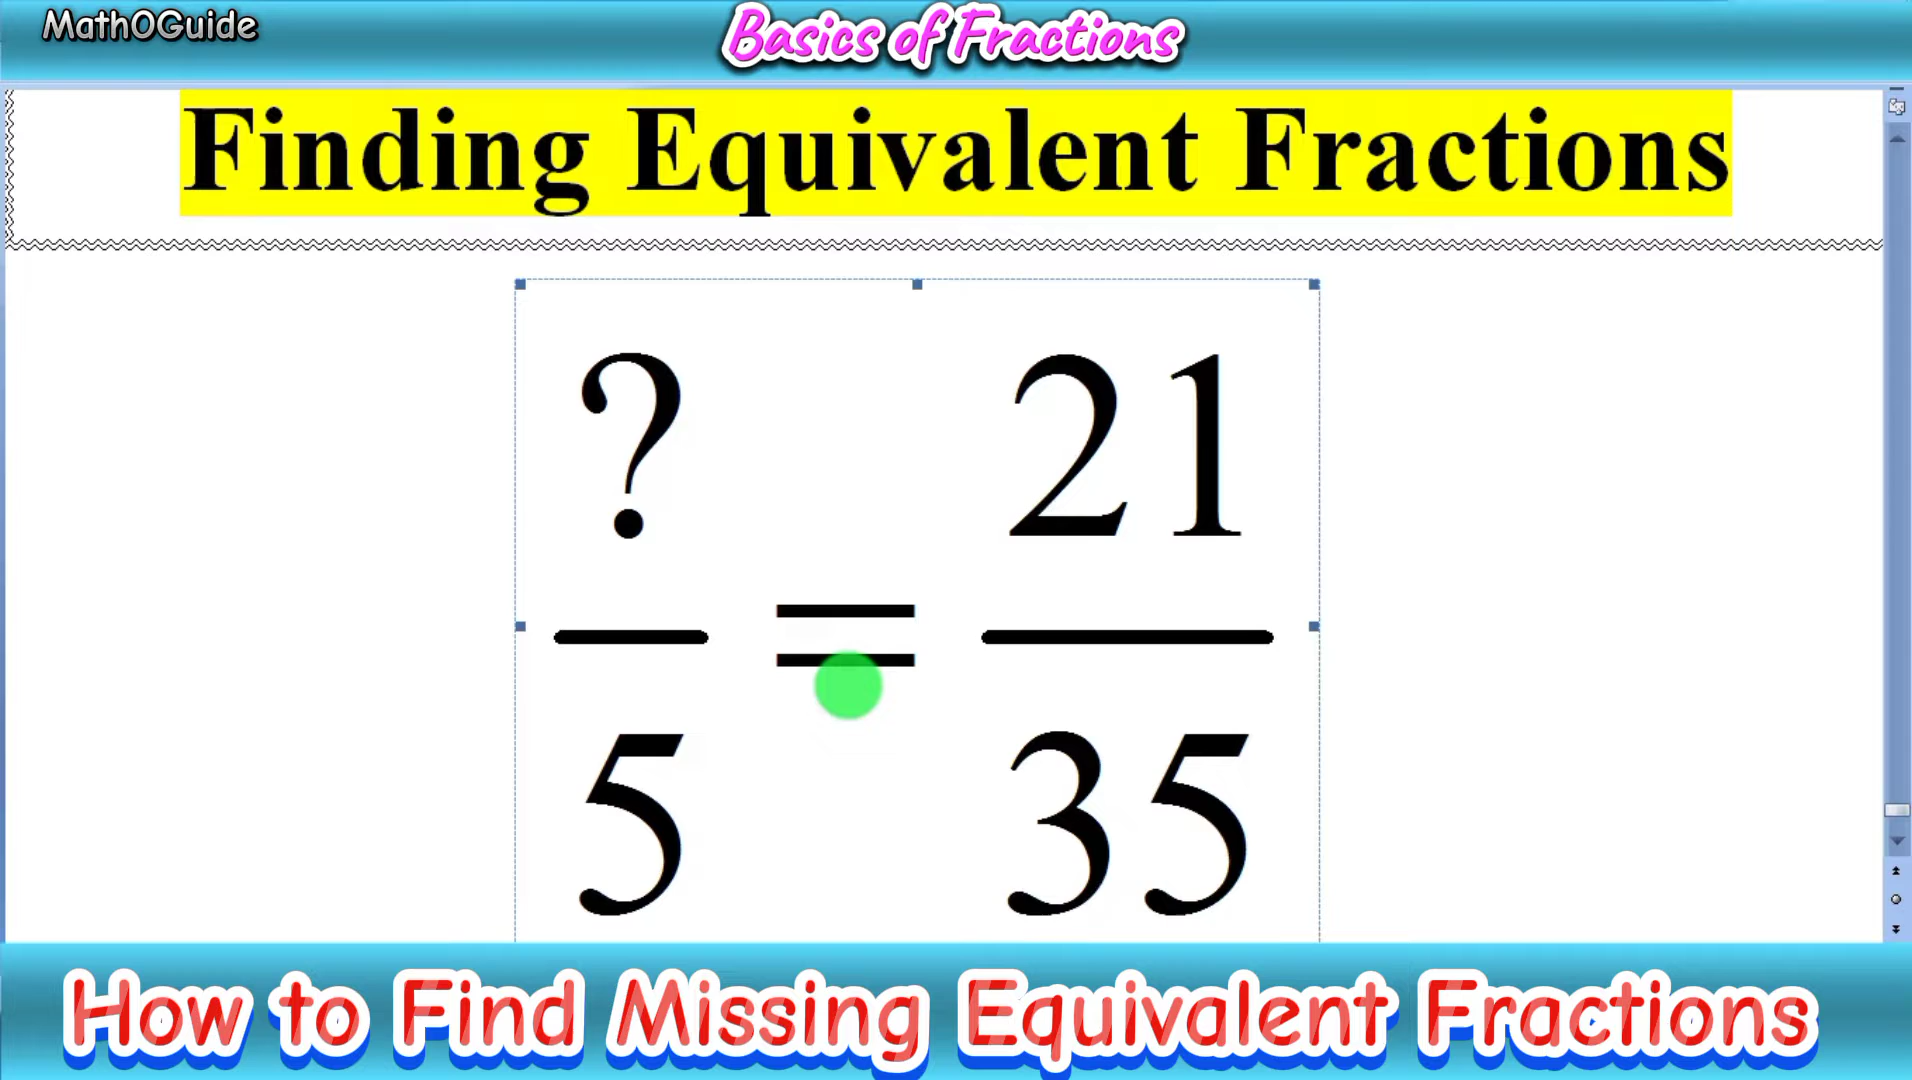 MathOGuide
Basics of Fractions
Finding Equivalent Fractions
? 21
=
5 35
How to Find Missing Equivalent Fractions